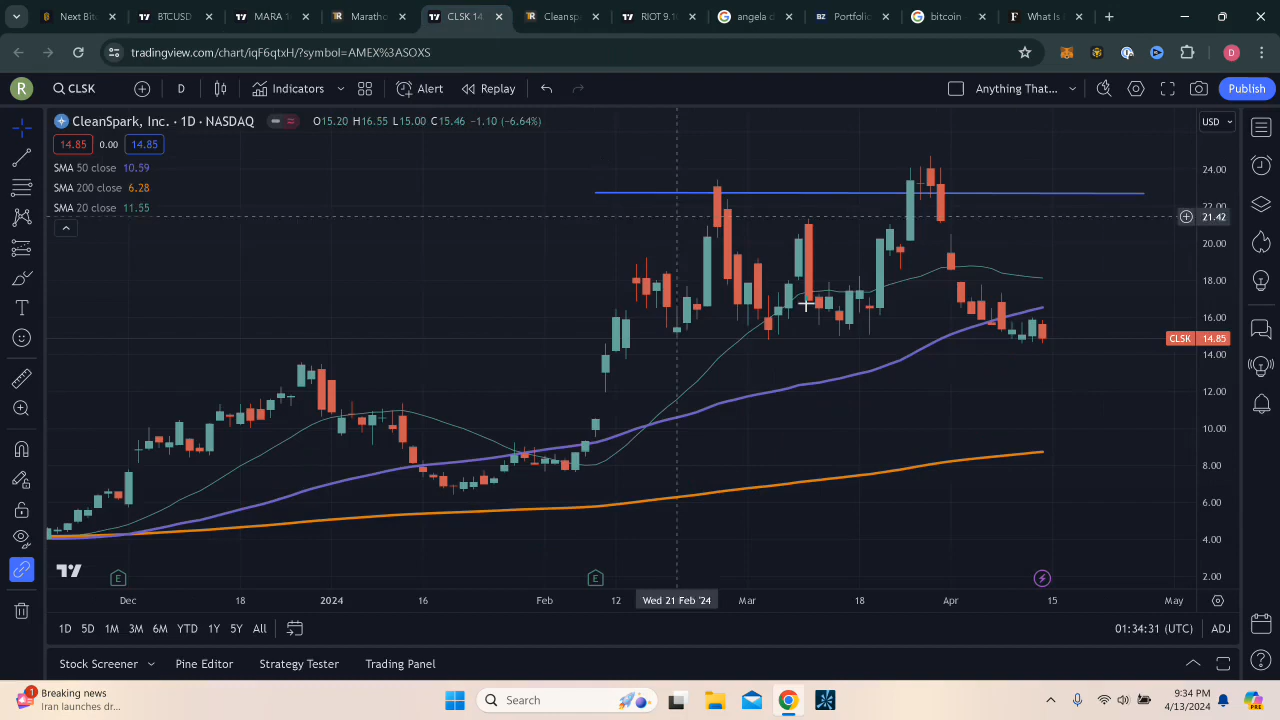 Next Bit
BTCUSD
MARA 1
Maratho
CLSK 14
Cleansp
RIOT 9.1
angela d
Portfolio
bitcoin
What Is
tradingview.com/chart/iqF6qtxH/?symbol=AMEX%3ASOXS
D
R
CLSK
D
Indicators
Alert
Replay
Anything That...
Publish
CleanSpark, Inc. · 1D · NASDAQ
O15.20 H16.55 L15.00 C15.46 −1.10 (−6.64%)
USD
14.85 0.00 14.85
SMA 50 close 10.59
SMA 200 close 6.28
SMA 20 close 11.55
24.00
22.00
21.42
20.00
18.00
16.00
CLSK 14.85
14.00
12.00
10.00
8.00
6.00
4.00
2.00
E
E
Dec
18
2024
16
Feb
12
Wed 21 Feb '24
Mar
18
Apr
15
May
1D 5D 1M 3M 6M YTD 1Y 5Y All
01:34:31 (UTC)
ADJ
Stock Screener
Pine Editor
Strategy Tester
Trading Panel
1
Breaking news
Iran launches dr...
Search
PRE
9:34 PM
4/13/2024